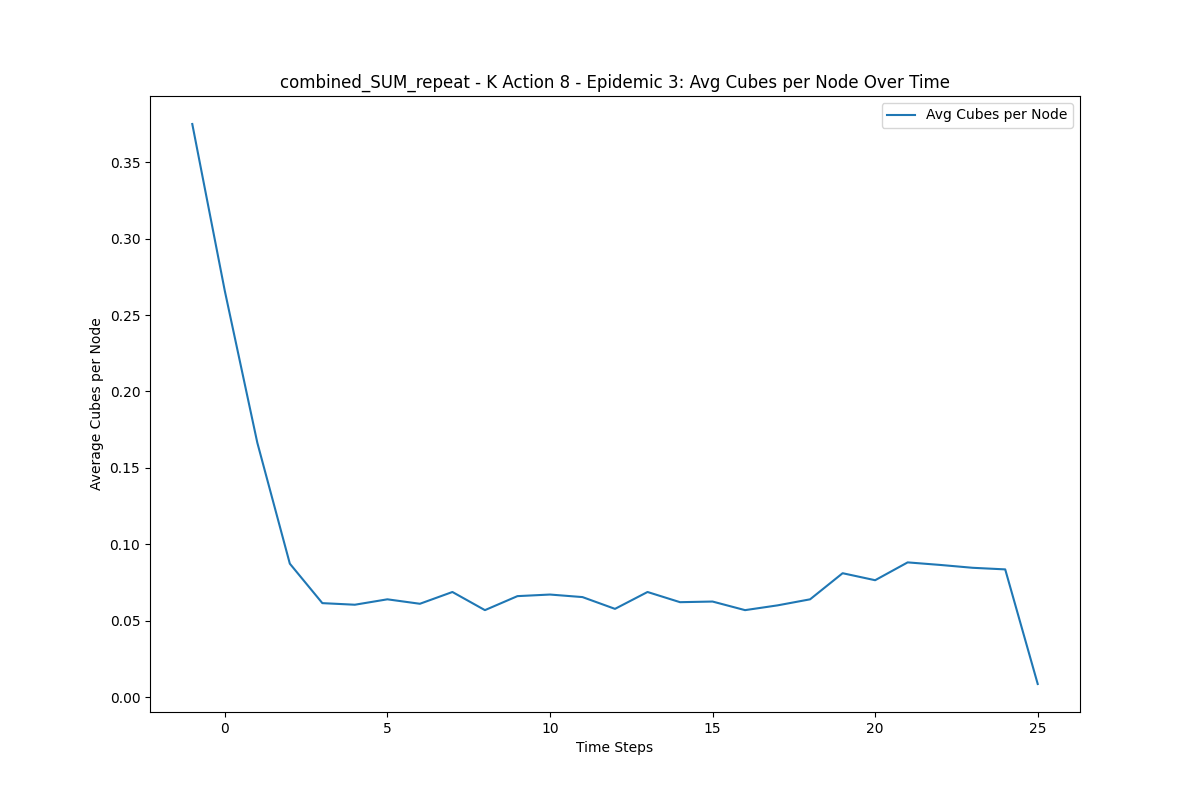 combined_SUM_repeat - K Action 8 - Epidemic 3: Avg Cubes per Node Over Time
Avg Cubes per Node
Average Cubes per Node
0.35
0.30
0.25
0.20
0.15
0.10
0.05
0.00
0 5 10 15 20 25
Time Steps